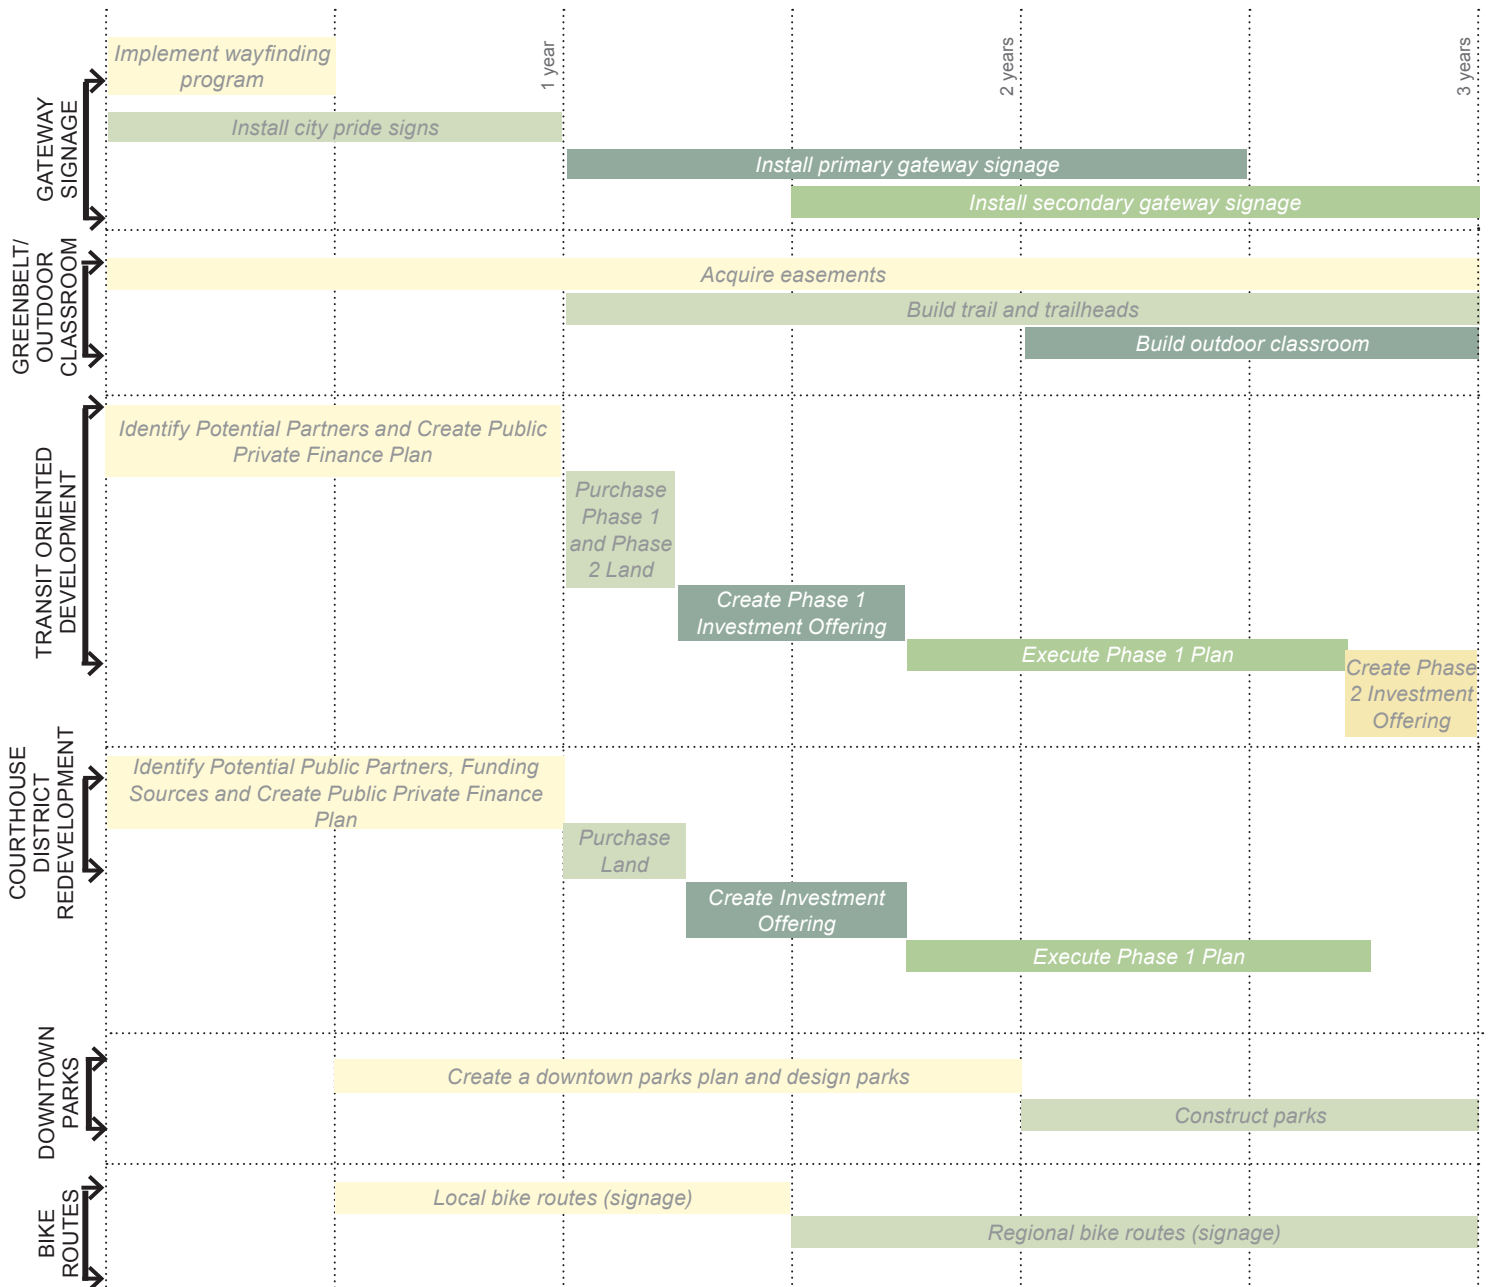 1 year
2 years
3 years
GATEWAY
SIGNAGE
Implement wayfinding
program
Install city pride signs
Install primary gateway signage
Install secondary gateway signage
GREENBELT/
OUTDOOR
CLASSROOM
Acquire easements
Build trail and trailheads
Build outdoor classroom
TRANSIT ORIENTED
DEVELOPMENT
Identify Potential Partners and Create Public
Private Finance Plan
Purchase
Phase 1
and Phase
2 Land
Create Phase 1
Investment Offering
Execute Phase 1 Plan
Create Phase
2 Investment
Offering
COURTHOUSE
DISTRICT
REDEVELOPMENT
Identify Potential Public Partners, Funding
Sources and Create Public Private Finance
Plan
Purchase
Land
Create Investment
Offering
Execute Phase 1 Plan
DOWNTOWN
PARKS
Create a downtown parks plan and design parks
Construct parks
BIKE
ROUTES
Local bike routes (signage)
Regional bike routes (signage)